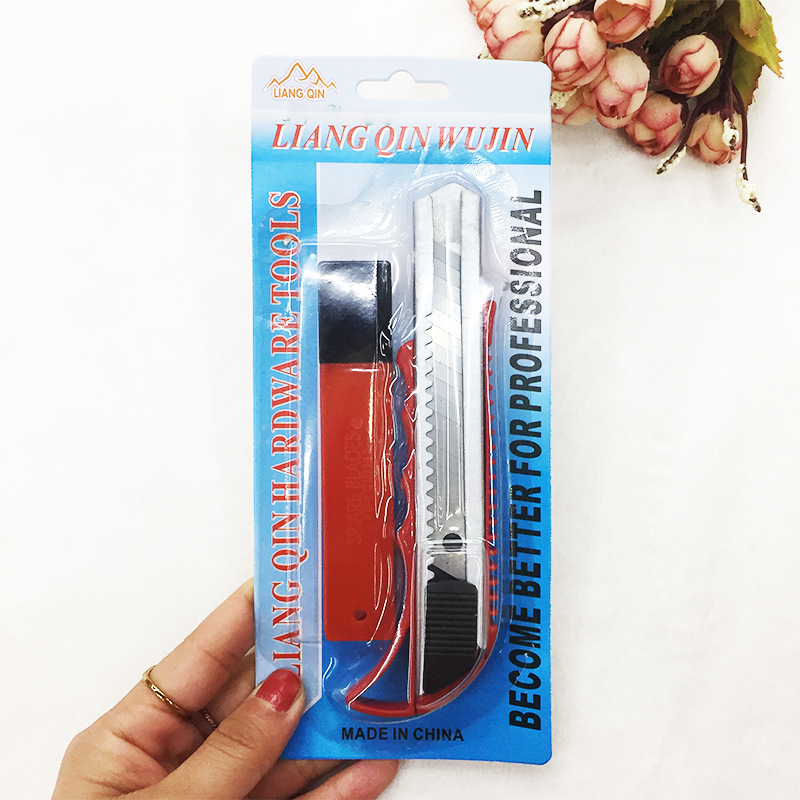 LIANG QIN
LIANG QIN WUJIN
LIANG QIN HARDWARE TOOLS
SPARE BLADES
BECOME BETTER FOR PROFESSIONAL
MADE IN CHINA